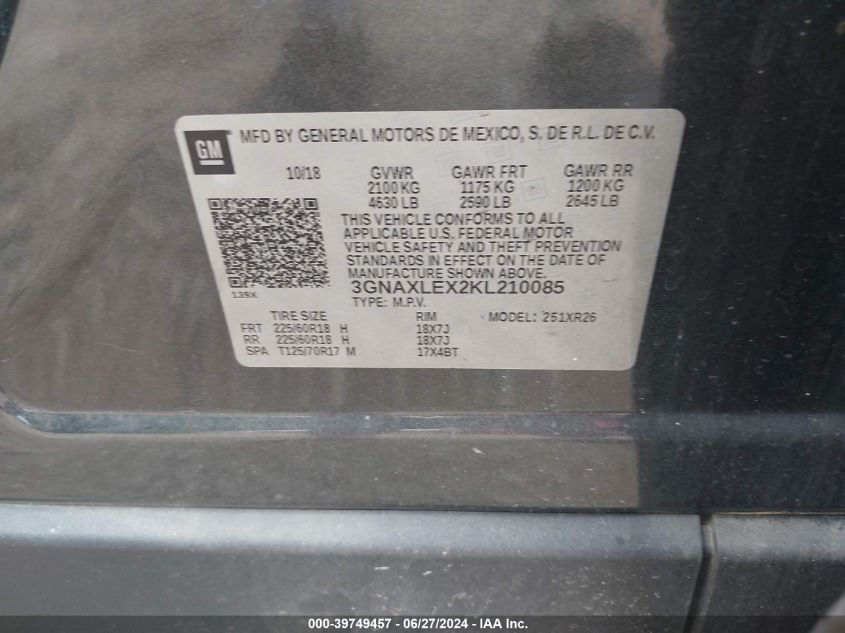 GM
MFD BY GENERAL MOTORS DE MEXICO, S. DE R.L. DE C.V.
10/18 GVWR GAWR FRT GAWR RR
2100 KG 1175 KG 1200 KG
4630 LB 2590 LB 2645 LB
THIS VEHICLE CONFORMS TO ALL
APPLICABLE U.S. FEDERAL MOTOR
VEHICLE SAFETY AND THEFT PREVENTION
STANDARDS IN EFFECT ON THE DATE OF
MANUFACTURE SHOWN ABOVE.
139X
3GNAXLEX2KL210085
TYPE: M.P.V.
TIRE SIZE RIM MODEL: 251XR26
FRT 225/60R18 H 18X7J
RR 225/60R18 H 18X7J
SPA T125/70R17 M 17X4BT
000-39749457 - 06/27/2024 - IAA Inc.